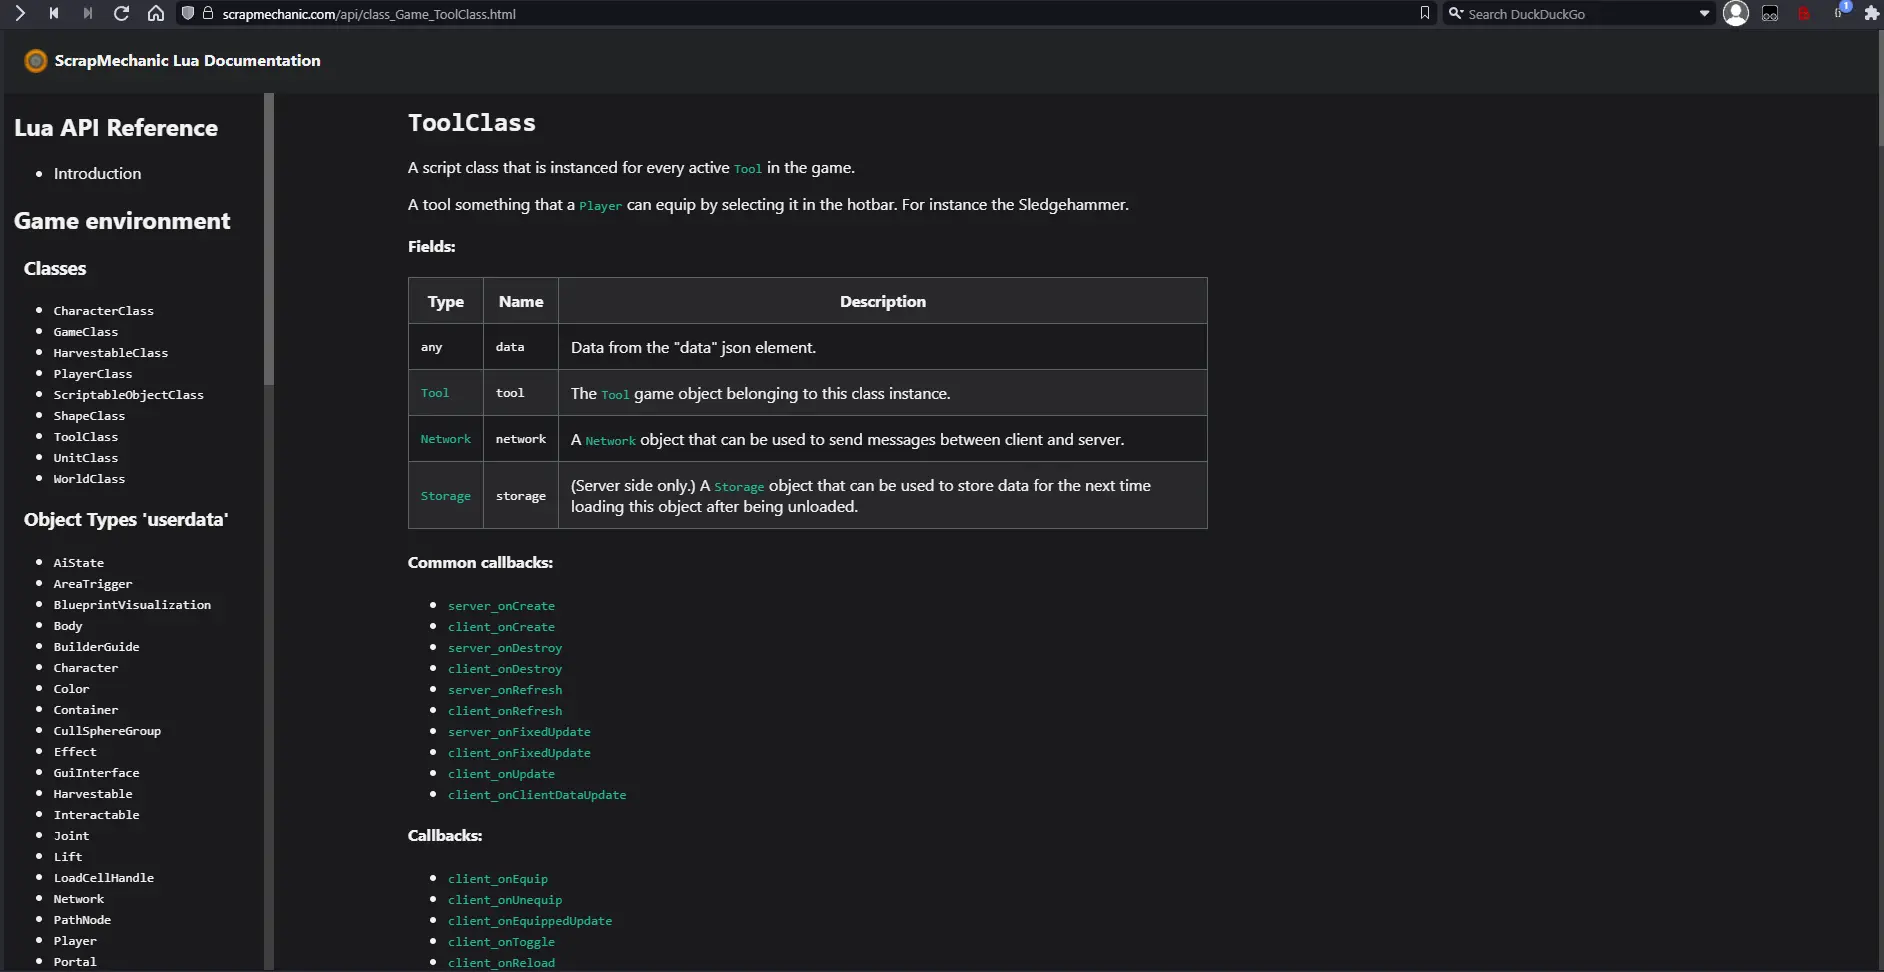 scrapmechanic.com/api/class_Game_ToolClass.html
Search DuckDuckGo
1
ScrapMechanic Lua Documentation
Lua API Reference
Introduction
Game environment
Classes
CharacterClass
GameClass
HarvestableClass
PlayerClass
ScriptableObjectClass
ShapeClass
ToolClass
UnitClass
WorldClass
Object Types 'userdata'
AiState
AreaTrigger
BlueprintVisualization
Body
BuilderGuide
Character
Color
Container
CullSphereGroup
Effect
GuiInterface
Harvestable
Interactable
Joint
Lift
LoadCellHandle
Network
PathNode
Player
Portal
ToolClass
A script class that is instanced for every active Tool in the game.
A tool something that a Player can equip by selecting it in the hotbar. For instance the Sledgehammer.
Fields:
Type Name Description
any data Data from the "data" json element.
Tool tool The Tool game object belonging to this class instance.
Network network A Network object that can be used to send messages between client and server.
Storage storage (Server side only.) A Storage object that can be used to store data for the next time
loading this object after being unloaded.
Common callbacks:
server_onCreate
client_onCreate
server_onDestroy
client_onDestroy
server_onRefresh
client_onRefresh
server_onFixedUpdate
client_onFixedUpdate
client_onUpdate
client_onClientDataUpdate
Callbacks:
client_onEquip
client_onUnequip
client_onEquippedUpdate
client_onToggle
client_onReload